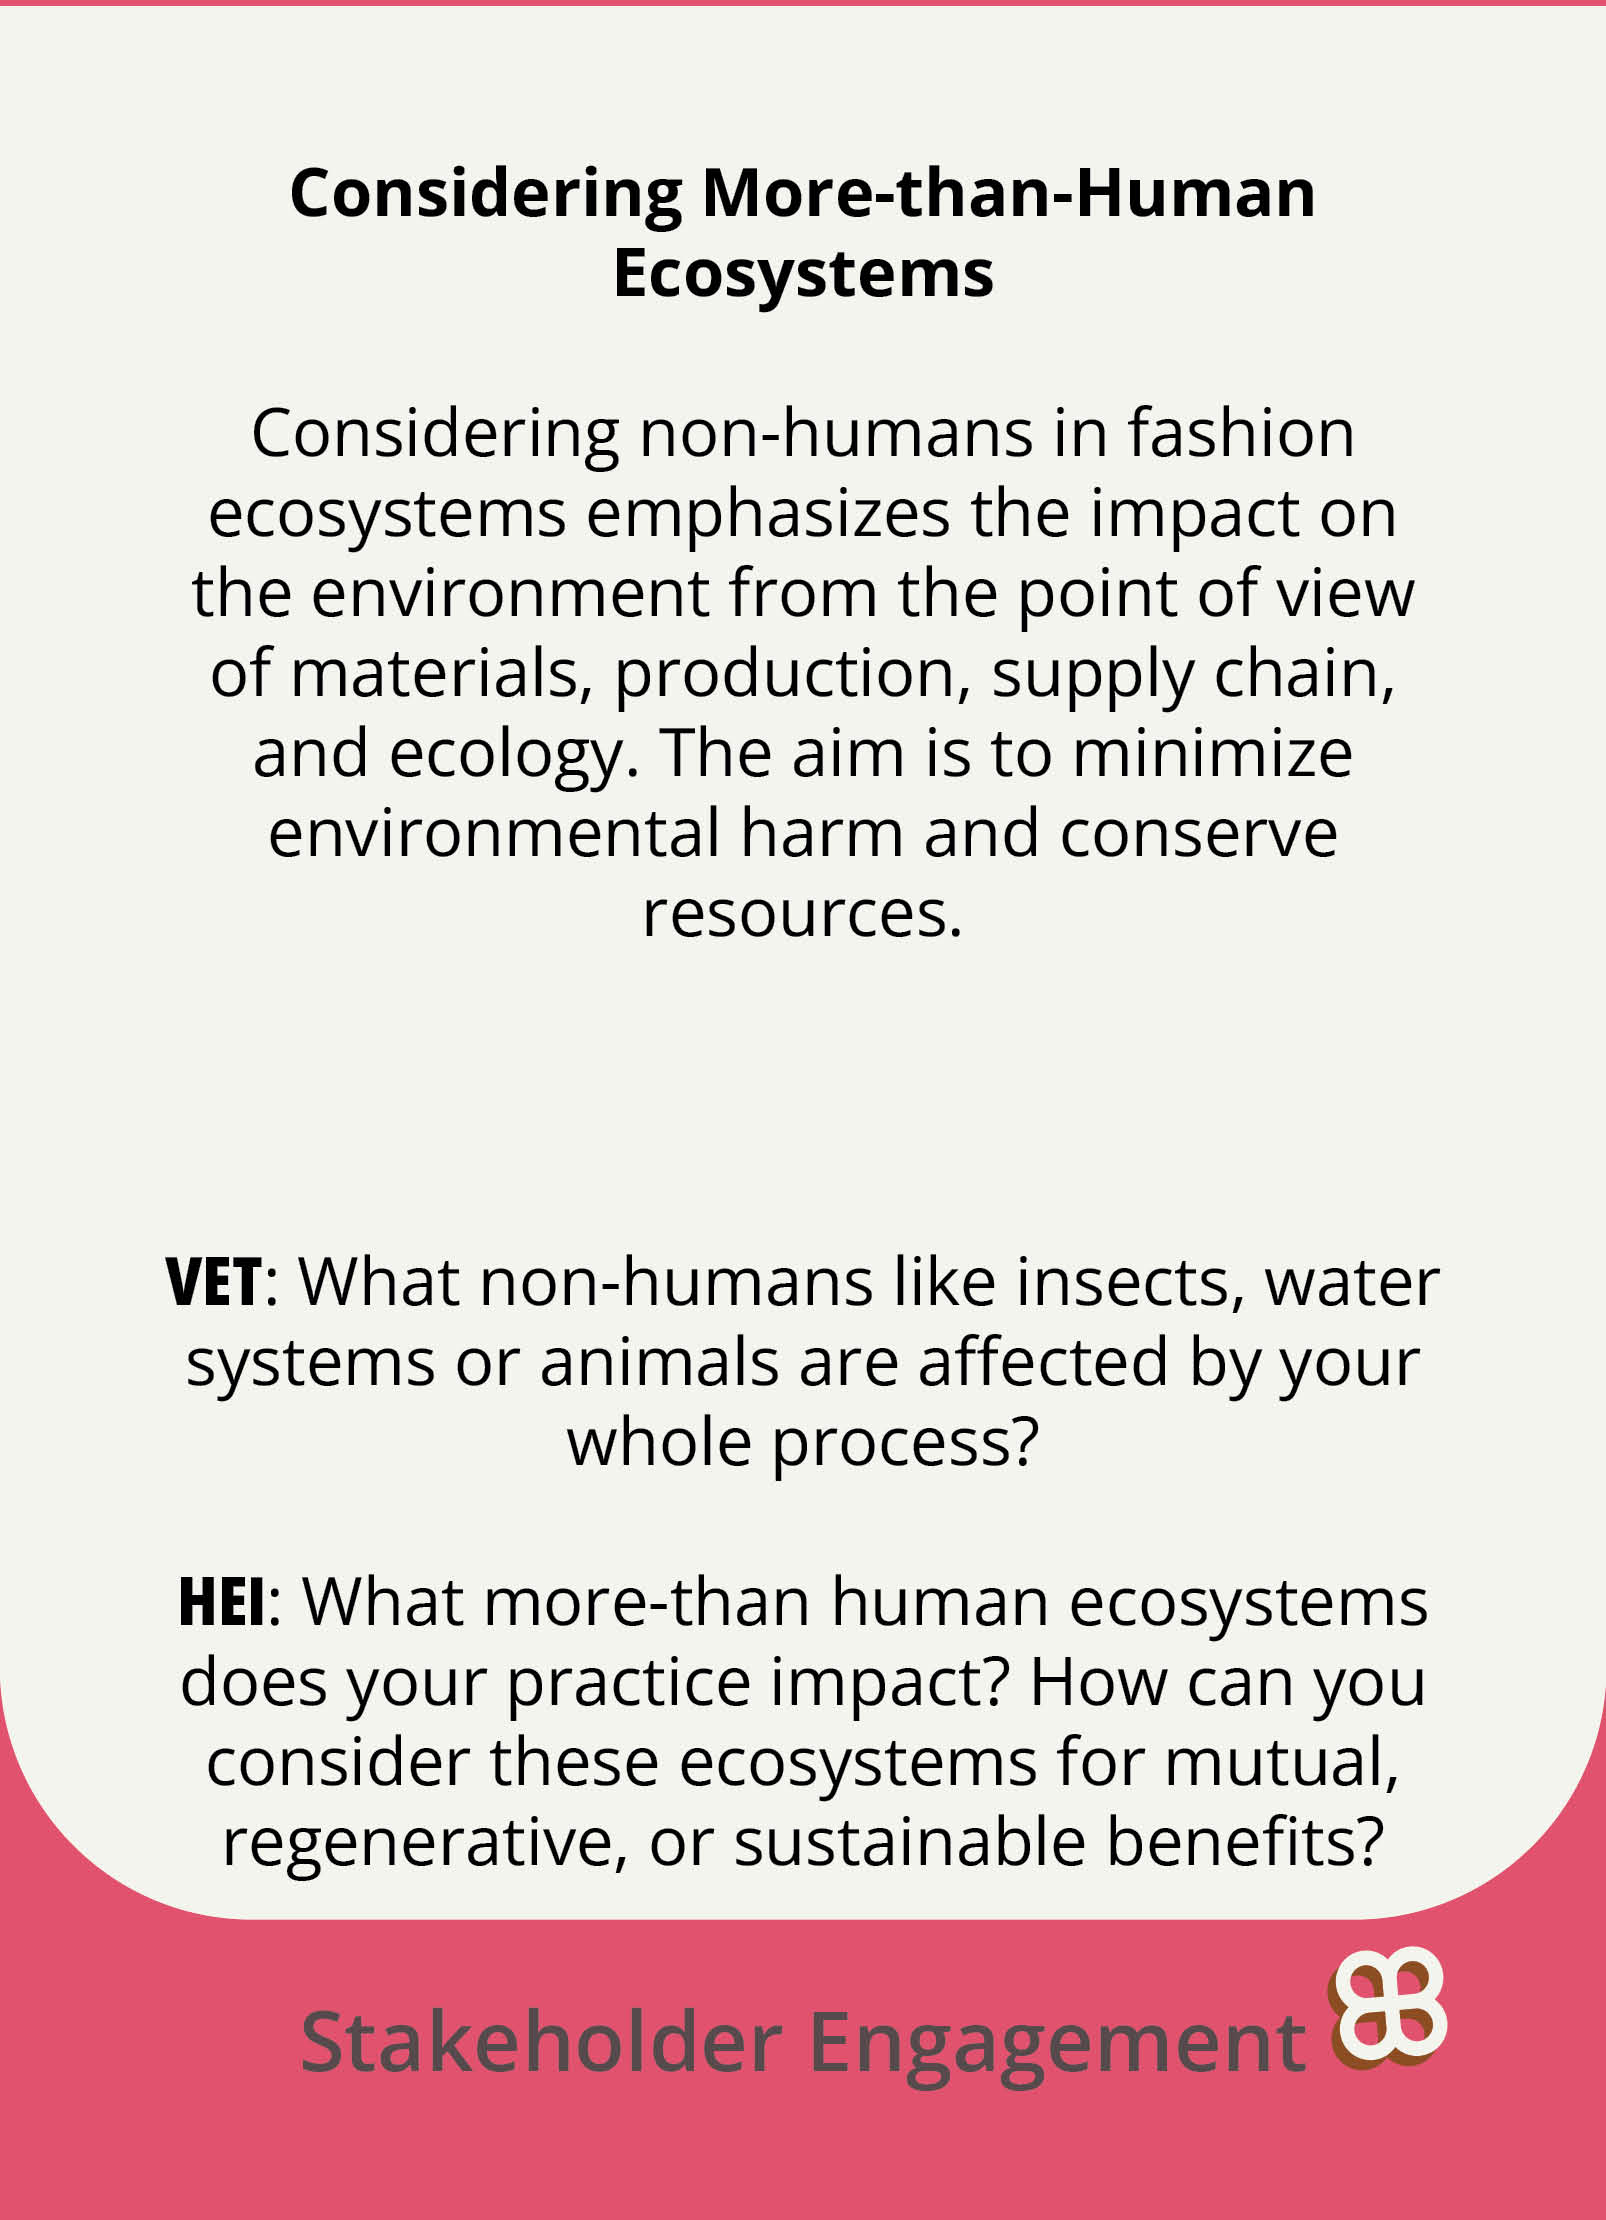 Considering More-than-Human
Ecosystems
Considering non-humans in fashion
ecosystems emphasizes the impact on
the environment from the point of view
of materials, production, supply chain,
and ecology. The aim is to minimize
environmental harm and conserve
resources.
VET: What non-humans like insects, water
systems or animals are affected by your
whole process?
HEI: What more-than human ecosystems
does your practice impact? How can you
consider these ecosystems for mutual,
regenerative, or sustainable benefits?
Stakeholder Engagement